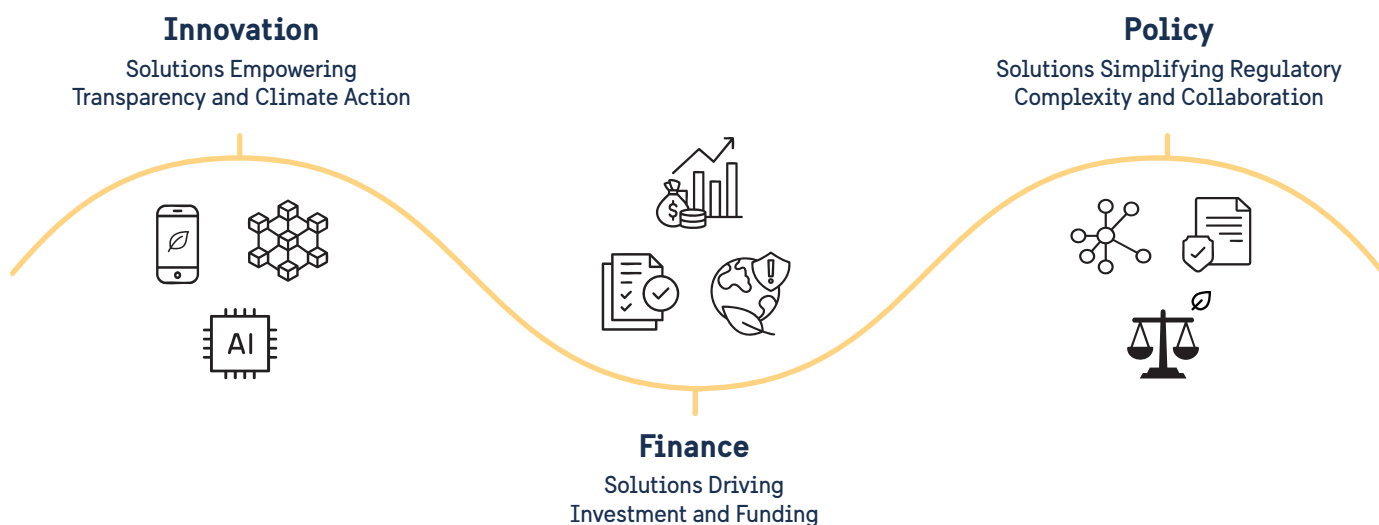 Innovation
Solutions Empowering
Transparency and Climate Action
Policy
Solutions Simplifying Regulatory
Complexity and Collaboration
$
AI
Finance
Solutions Driving
Investment and Funding